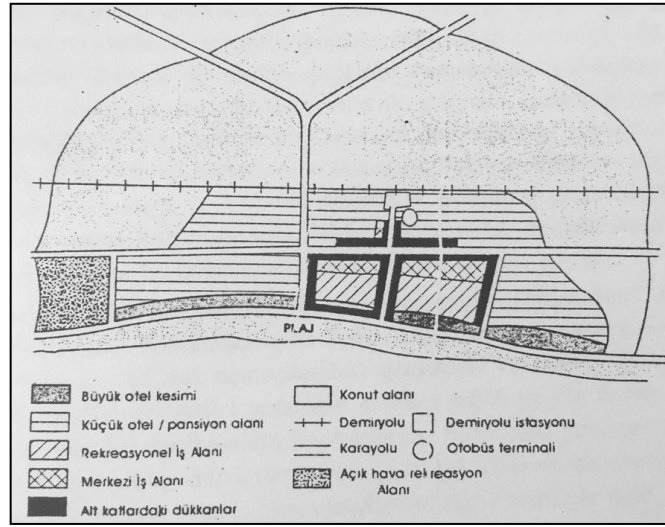 PLAJ
Büyük otel kesimi
Küçük otel / pansiyon alanı
Rekreasyonel İş Alanı
Merkezi İş Alanı
Alt katlardaki dükkanlar
Konut alanı
Demiryolu
Demiryolu istasyonu
Karayolu
Otobüs terminali
Açık hava rekreasyon
Alanı